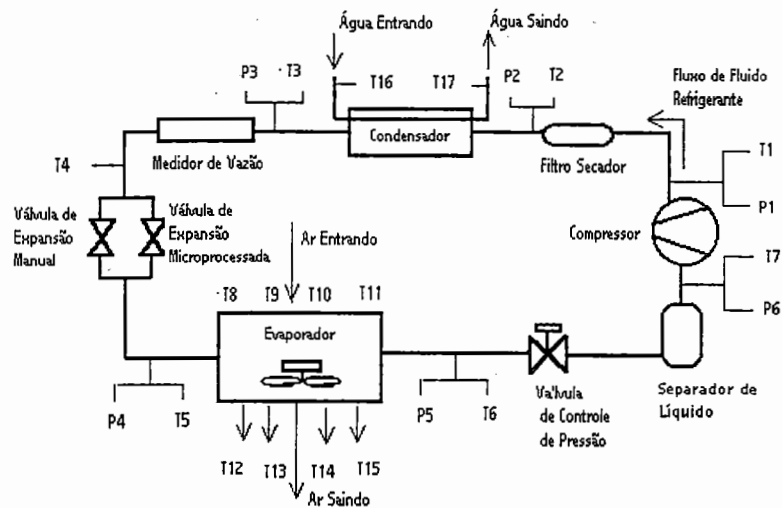 Água Entrando
Água Saindo
P3
T3
T16
T17
P2
T2
Fluxo de Fluido
Refrigerante
Condensador
Medidor de Vazão
Filtro Secador
T4
T1
P1
Válvula de
Expansão
Manual
Válvula de
Expansão
Microprocessada
Ar Entrando
Compressor
T7
P6
T8
T9
T10
T11
Evaporador
P4
T5
P5
T6
Va'lvula
de Controle
de Pressão
Separador de
Líquido
T12
T13
T14
T15
Ar Saindo